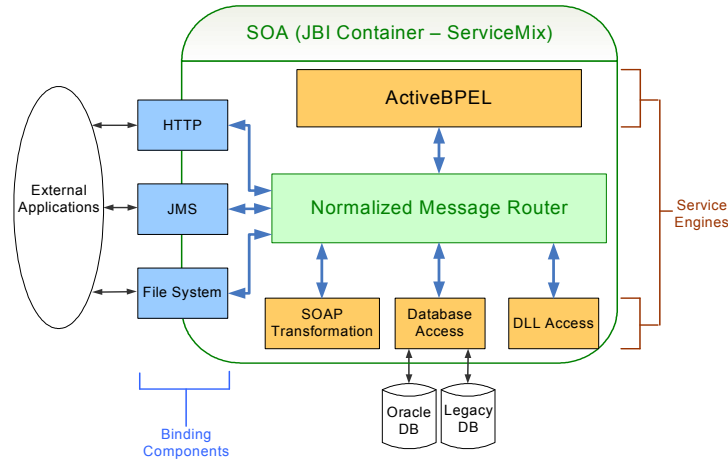 SOA (JBI Container – ServiceMix)
ActiveBPEL
HTTP
External
Applications
JMS
Normalized Message Router
Service
Engines
File System
SOAP
Transformation
Database
Access
DLL Access
Oracle
DB
Legacy
DB
Binding
Components